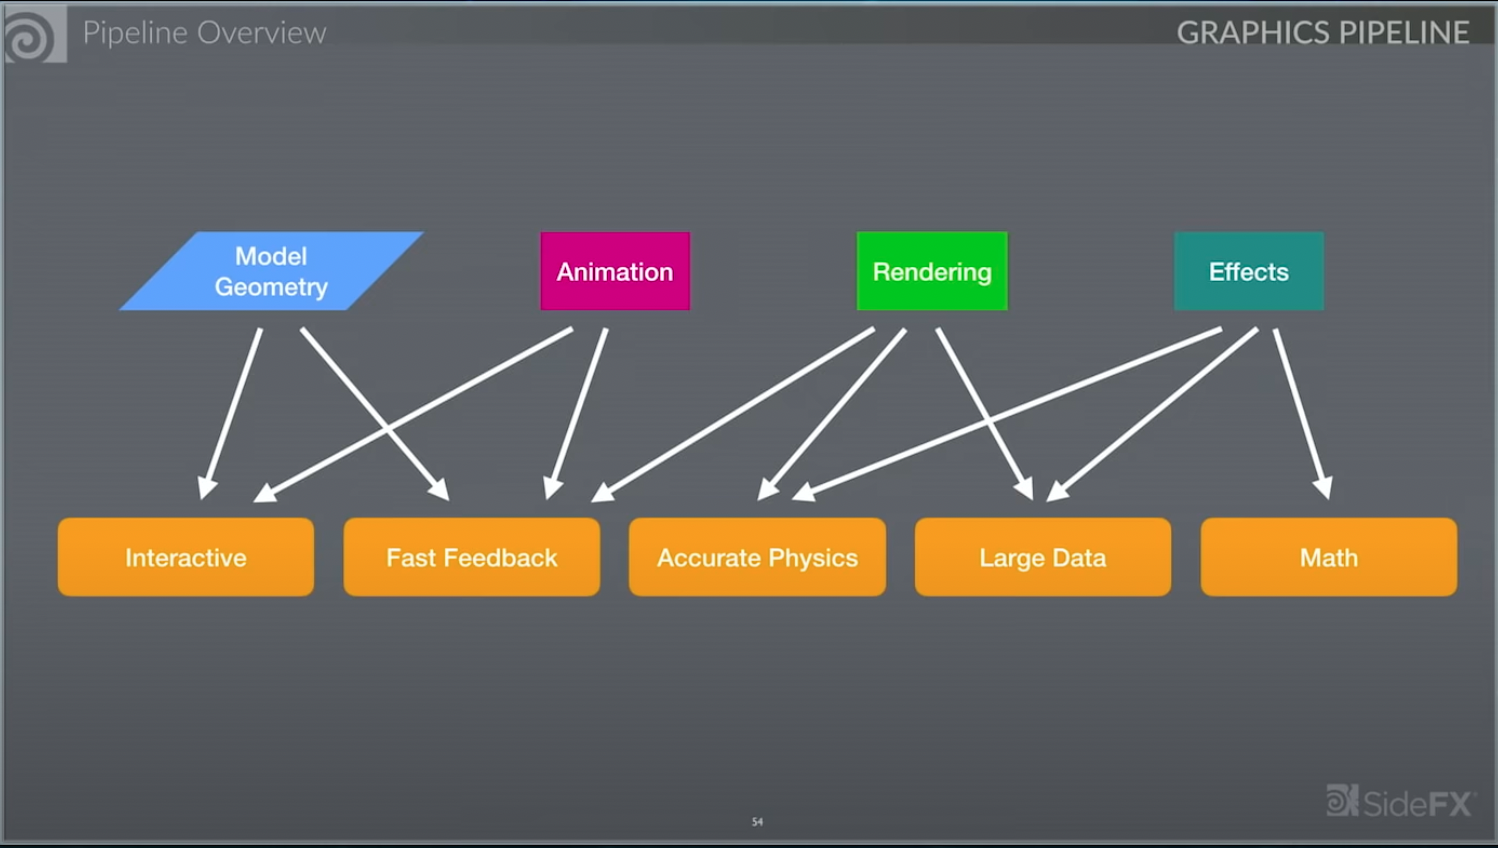 Pipeline Overview
GRAPHICS PIPELINE
Model
Geometry
Animation
Rendering
Effects
Interactive
Fast Feedback
Accurate Physics
Large Data
Math
SideFX
54